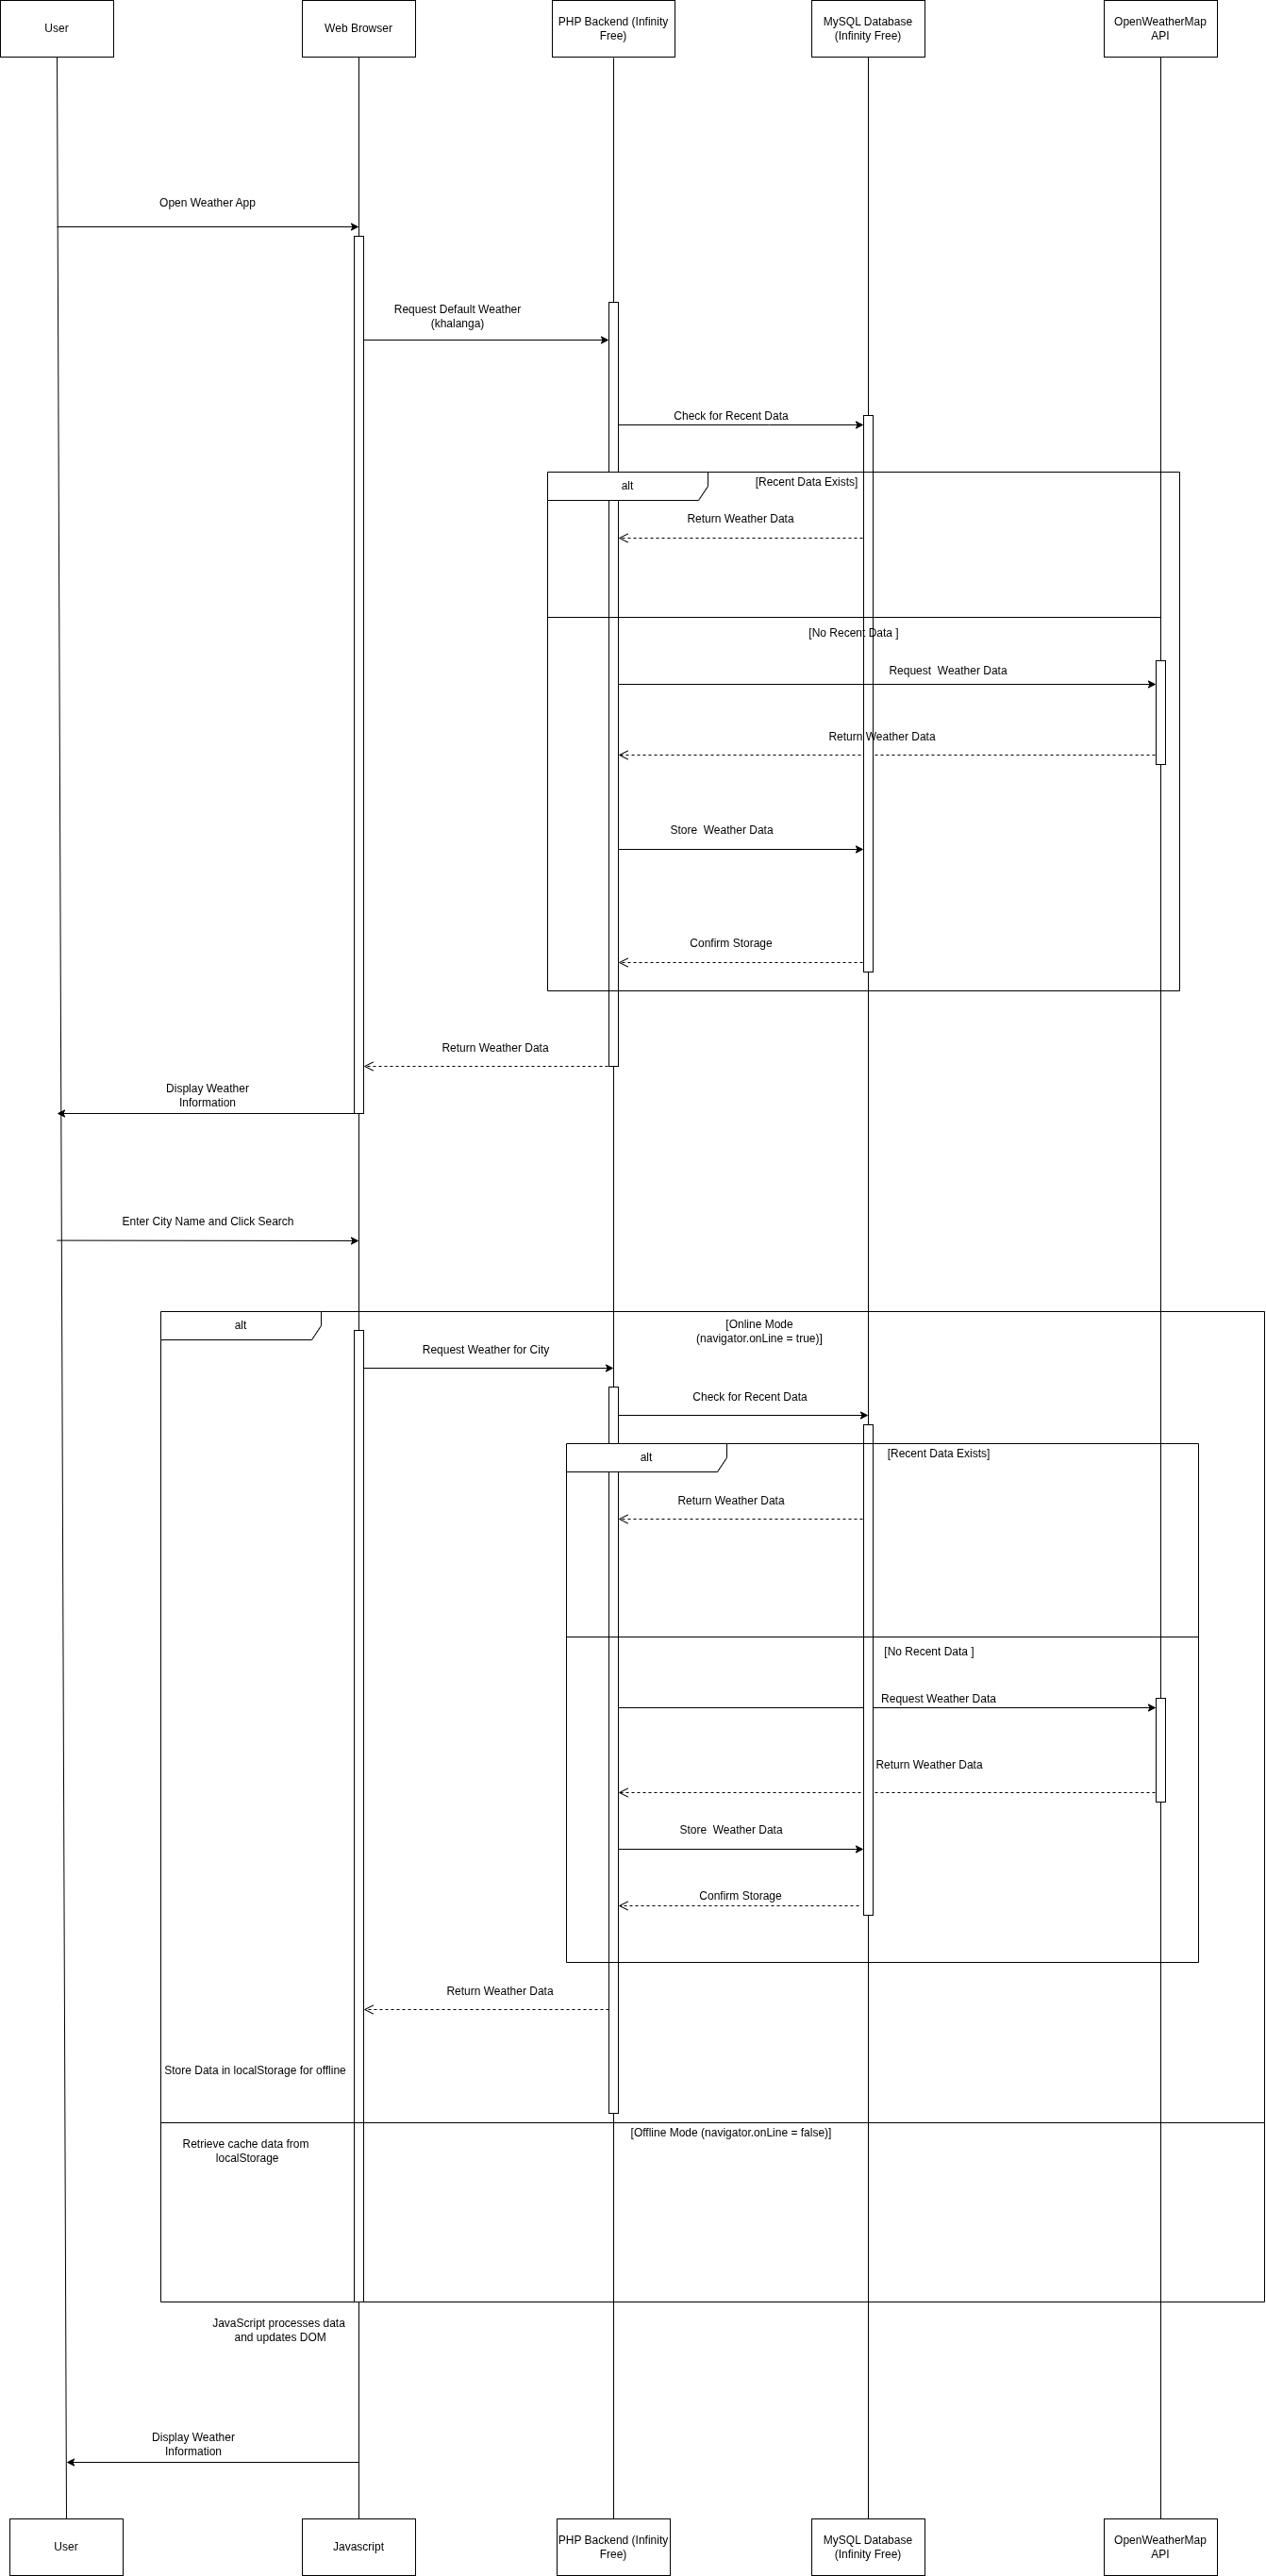 User
Web Browser
PHP Backend (Infinity
Free)
MySQL Database
(Infinity Free)
OpenWeatherMap
API
Open Weather App
Request Default Weather
(khalanga)
Check for Recent Data
alt
[Recent Data Exists]
Return Weather Data
[No Recent Data ]
Request  Weather Data
Return Weather Data
Store  Weather Data
Confirm Storage
Return Weather Data
Display Weather
Information
Enter City Name and Click Search
alt
[Online Mode
(navigator.onLine = true)]
Request Weather for City
Check for Recent Data
alt
[Recent Data Exists]
Return Weather Data
[No Recent Data ]
Request Weather Data
Return Weather Data
Store  Weather Data
Confirm Storage
Return Weather Data
Store Data in localStorage for offline
[Offline Mode (navigator.onLine = false)]
Retrieve cache data from
localStorage
JavaScript processes data
and updates DOM
Display Weather
Information
User
Javascript
PHP Backend (Infinity
Free)
MySQL Database
(Infinity Free)
OpenWeatherMap
API